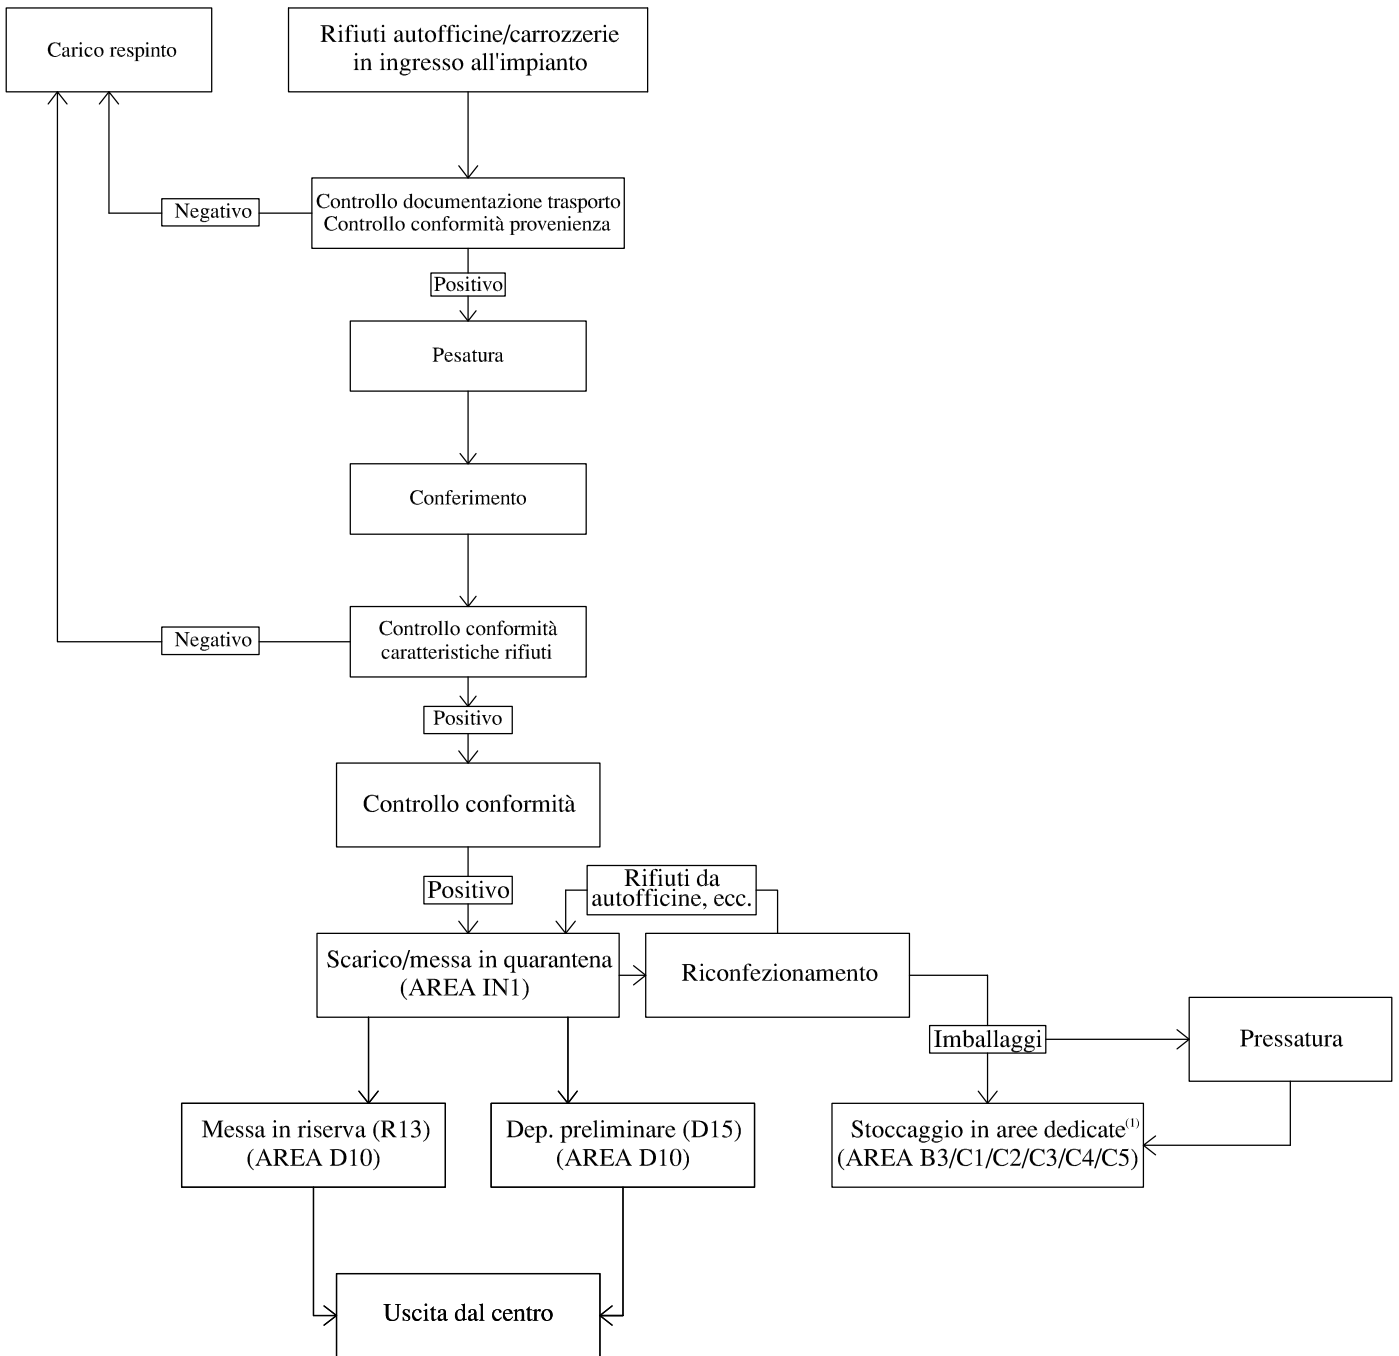 Carico respinto
Rifiuti autofficine/carrozzerie
in ingresso all'impianto
Negativo
Controllo documentazione trasporto
Controllo conformità provenienza
Positivo
Pesatura
Conferimento
Negativo
Controllo conformità
caratteristiche rifiuti
Positivo
Controllo conformità
Positivo
Rifiuti da
autofficine, ecc.
Scarico/messa in quarantena
(AREA IN1)
Riconfezionamento
Imballaggi
Pressatura
Messa in riserva (R13)
(AREA D10)
Dep. preliminare (D15)
(AREA D10)
Stoccaggio in aree dedicate(1)
(AREA B3/C1/C2/C3/C4/C5)
Uscita dal centro